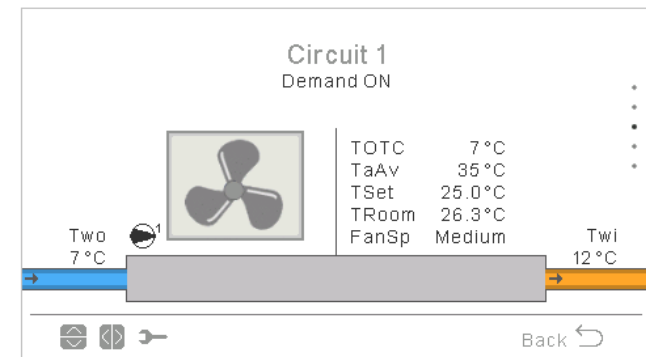 Circuit 1
Demand ON
TOTC 7°C
TaAv 35°C
TSet 25.0°C
TRoom 26.3°C
FanSp Medium
Two
7°C
1
Twi
12°C
Back